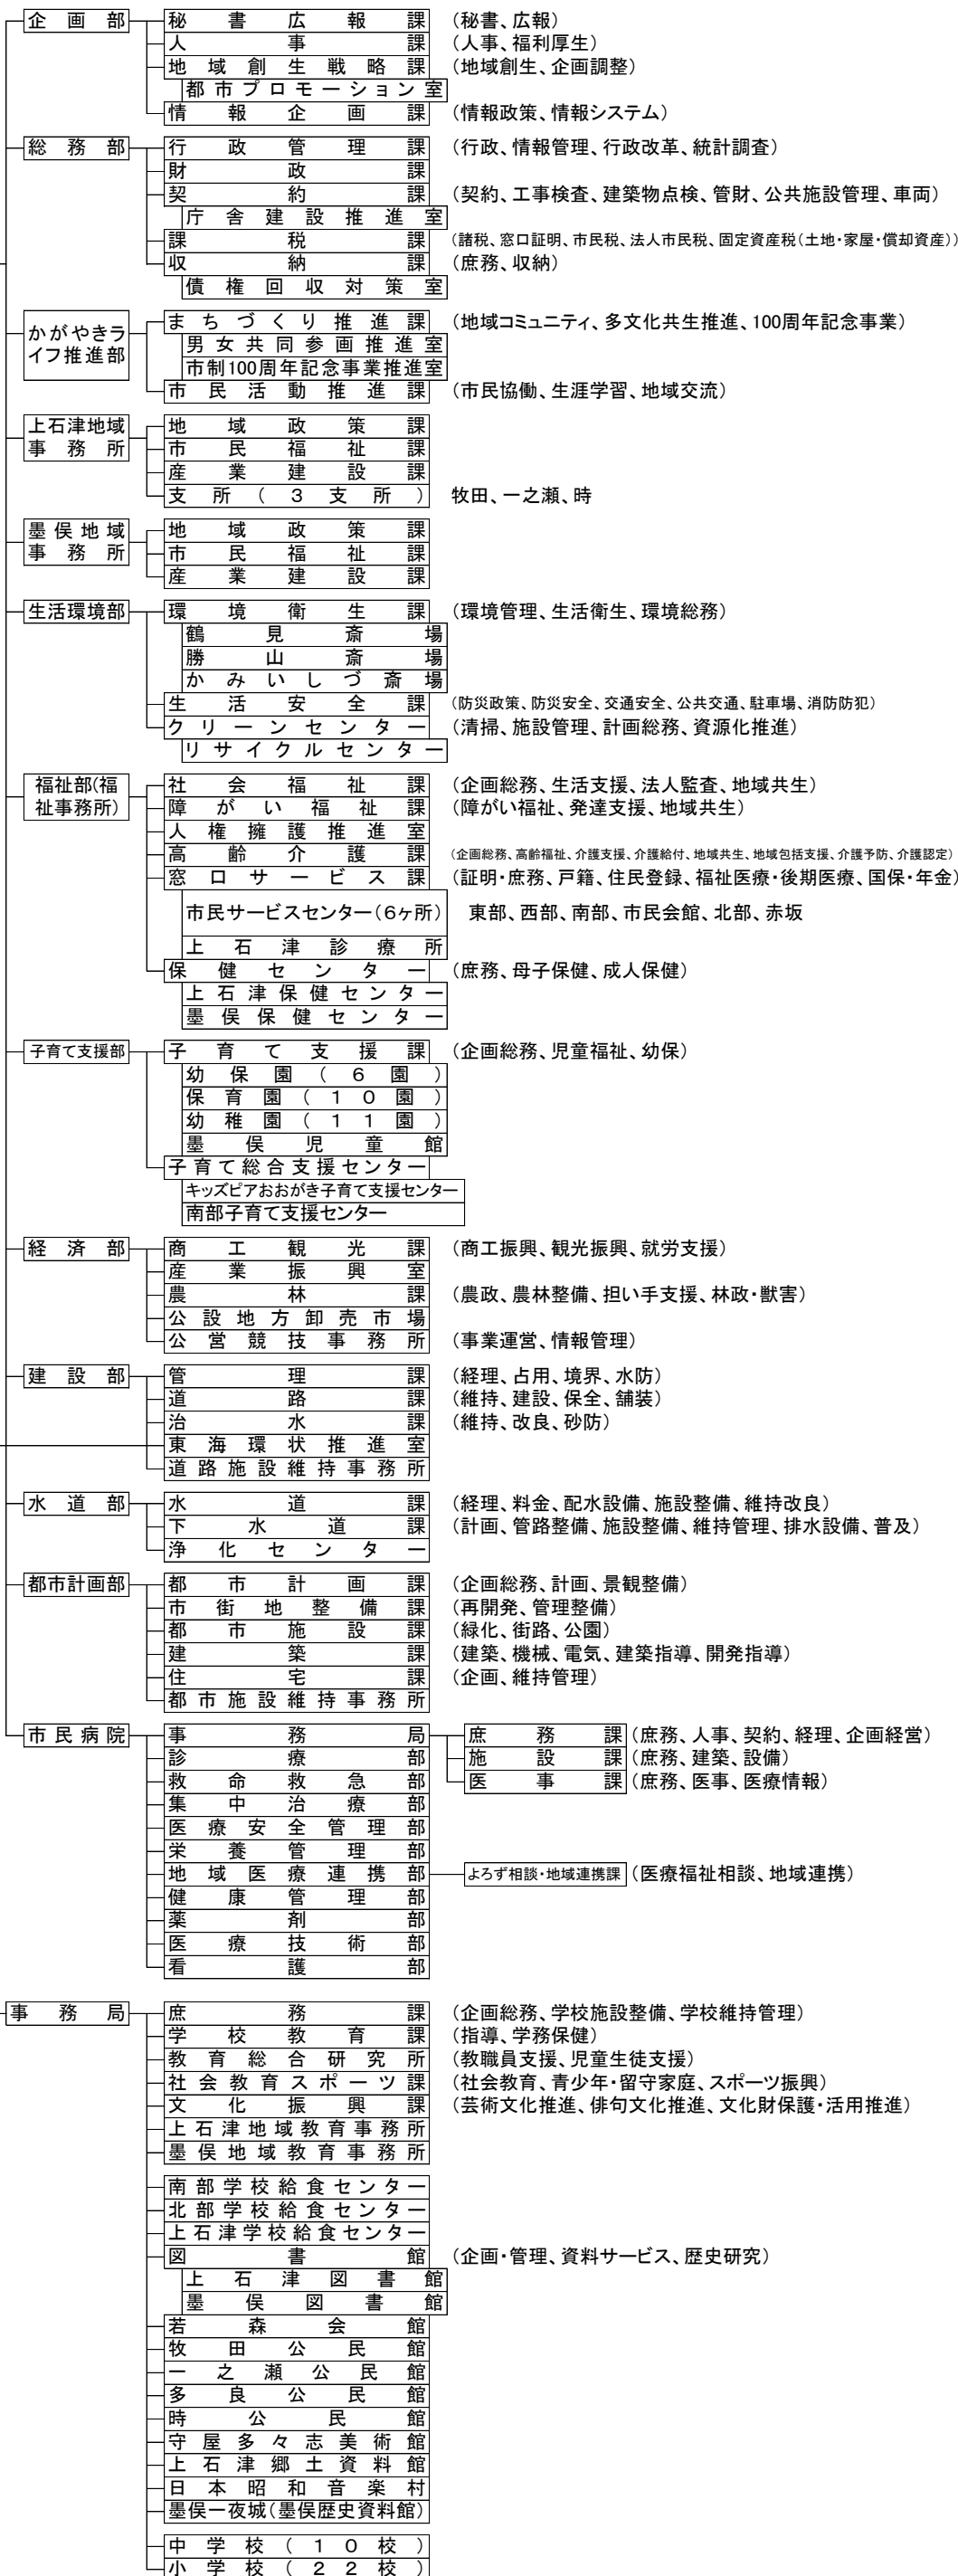 企画部 秘書広報課 (秘書、広報)
人事課 (人事、福利厚生)
地域創生戦略課 (地域創生、企画調整)
都市プロモーション室
情報企画課 (情報政策、情報システム)
総務部 行政管理課 (行政、情報管理、行政改革、統計調査)
財政課
契約課 (契約、工事検査、建築物点検、管財、公共施設管理、車両)
庁舎建設推進室
課税課 (諸税、窓口証明、市民税、法人市民税、固定資産税(土地・家屋・償却資産))
収納課 (庶務、収納)
債権回収対策室
かがやきラ
イフ推進部
まちづくり推進課 (地域コミュニティ、多文化共生推進、100周年記念事業)
男女共同参画推進室
市制100周年記念事業推進室
市民活動推進課 (市民協働、生涯学習、地域交流)
上石津地域
事務所
地域政策課
市民福祉課
産業建設課
支所(3支所) 牧田、一之瀬、時
墨俣地域
事務所
地域政策課
市民福祉課
産業建設課
生活環境部 環境衛生課 (環境管理、生活衛生、環境総務)
鶴見斎場
勝山斎場
かみいしづ斎場
生活安全課 (防災政策、防災安全、交通安全、公共交通、駐車場、消防防犯)
クリーンセンター (清掃、施設管理、計画総務、資源化推進)
リサイクルセンター
福祉部(福
祉事務所)
社会福祉課 (企画総務、生活支援、法人監査、地域共生)
障がい福祉課 (障がい福祉、発達支援、地域共生)
人権擁護推進室
高齢介護課 (企画総務、高齢福祉、介護支援、介護給付、地域共生、地域包括支援、介護予防、介護認定)
窓口サービス課 (証明・庶務、戸籍、住民登録、福祉医療・後期医療、国保・年金)
市民サービスセンター(6ヶ所) 東部、西部、南部、市民会館、北部、赤坂
上石津診療所
保健センター (庶務、母子保健、成人保健)
上石津保健センター
墨俣保健センター
子育て支援部 子育て支援課 (企画総務、児童福祉、幼保)
幼保園(6園)
保育園(10園)
幼稚園(11園)
墨俣児童館
子育て総合支援センター
キッズピアおおがき子育て支援センター
南部子育て支援センター
経済部 商工観光課 (商工振興、観光振興、就労支援)
産業振興室
農林課 (農政、農林整備、担い手支援、林政・獣害)
公設地方卸売市場
公営競技事務所 (事業運営、情報管理)
建設部 管理課 (経理、占用、境界、水防)
道路課 (維持、建設、保全、舗装)
治水課 (維持、改良、砂防)
東海環状推進室
道路施設維持事務所
水道部 水道課 (経理、料金、配水設備、施設整備、維持改良)
下水道課 (計画、管路整備、施設整備、維持管理、排水設備、普及)
浄化センター
都市計画部 都市計画課 (企画総務、計画、景観整備)
市街地整備課 (再開発、管理整備)
都市施設課 (緑化、街路、公園)
建築課 (建築、機械、電気、建築指導、開発指導)
住宅課 (企画、維持管理)
都市施設維持事務所
市民病院 事務局 庶務課 (庶務、人事、契約、経理、企画経営)
診療部 施設課 (庶務、建築、設備)
救命救急部 医事課 (庶務、医事、医療情報)
集中治療部
医療安全管理部
栄養管理部
地域医療連携部 よろず相談・地域連携課 (医療福祉相談、地域連携)
健康管理部
薬剤部
医療技術部
看護部
事務局 庶務課 (企画総務、学校施設整備、学校維持管理)
学校教育課 (指導、学務保健)
教育総合研究所 (教職員支援、児童生徒支援)
社会教育スポーツ課 (社会教育、青少年・留守家庭、スポーツ振興)
文化振興課 (芸術文化推進、俳句文化推進、文化財保護・活用推進)
上石津地域教育事務所
墨俣地域教育事務所
南部学校給食センター
北部学校給食センター
上石津学校給食センター
図書館 (企画・管理、資料サービス、歴史研究)
上石津図書館
墨俣図書館
若森会館
牧田公民館
一之瀬公民館
多良公民館
時公民館
守屋多々志美術館
上石津郷土資料館
日本昭和音楽村
墨俣一夜城(墨俣歴史資料館)
中学校(10校)
小学校(22校)